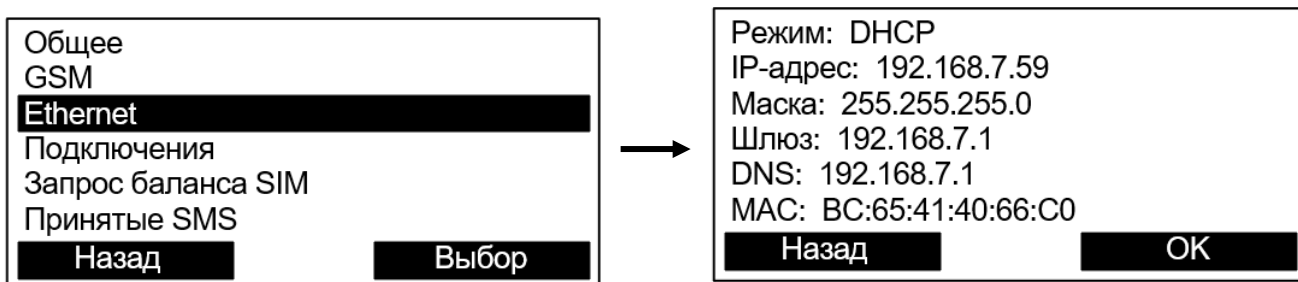 Общее
GSM
Ethernet
Подключения
Запрос баланса SIM
Принятые SMS
Назад Выбор
Режим: DHCP
IP-адрес: 192.168.7.59
Маска: 255.255.255.0
Шлюз: 192.168.7.1
DNS: 192.168.7.1
MAC: BC:65:41:40:66:C0
Назад OK